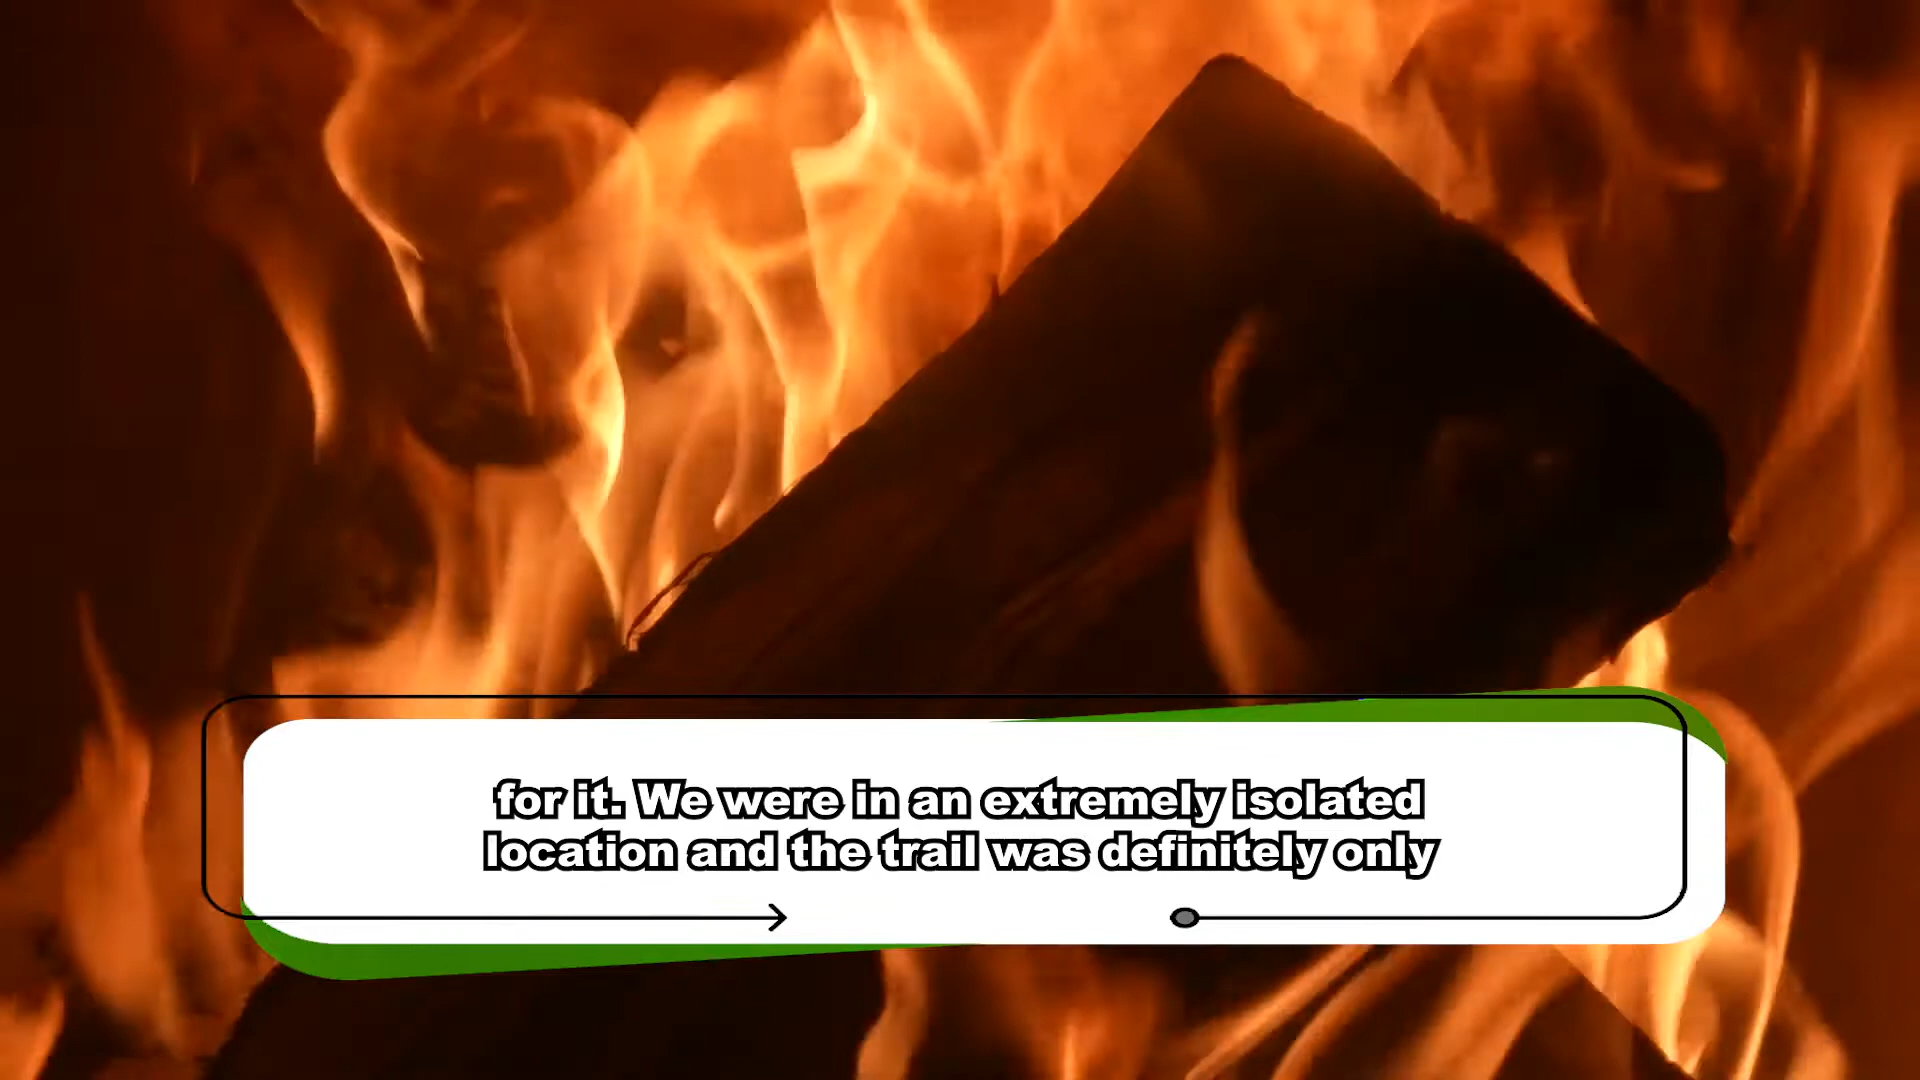 for it. We were in an extremely isolated
location and the trail was definitely only